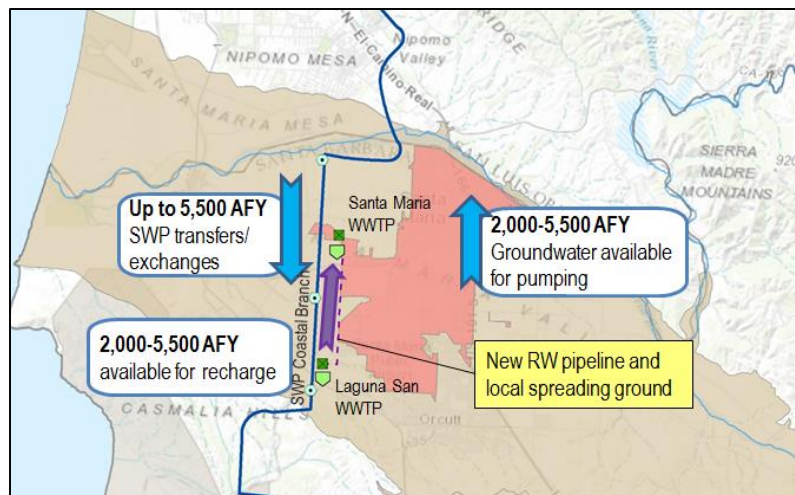 NIPOMO MESA
Nipomo
Valley
N-El-Camino-Real
RIDGE
SANTA MARIA MESA
SANTA BARBARA
SAN LUIS OB
SIERRA
MADRE
MOUNTAINS
Up to 5,500 AFY
SWP transfers/
exchanges
Santa Maria
WWTP
2,000-5,500 AFY
Groundwater available
for pumping
SWP Coastal Branch
2,000-5,500 AFY
available for recharge
New RW pipeline and
local spreading ground
Laguna San
WWTP
CASMALIA HILLS
Orcutt